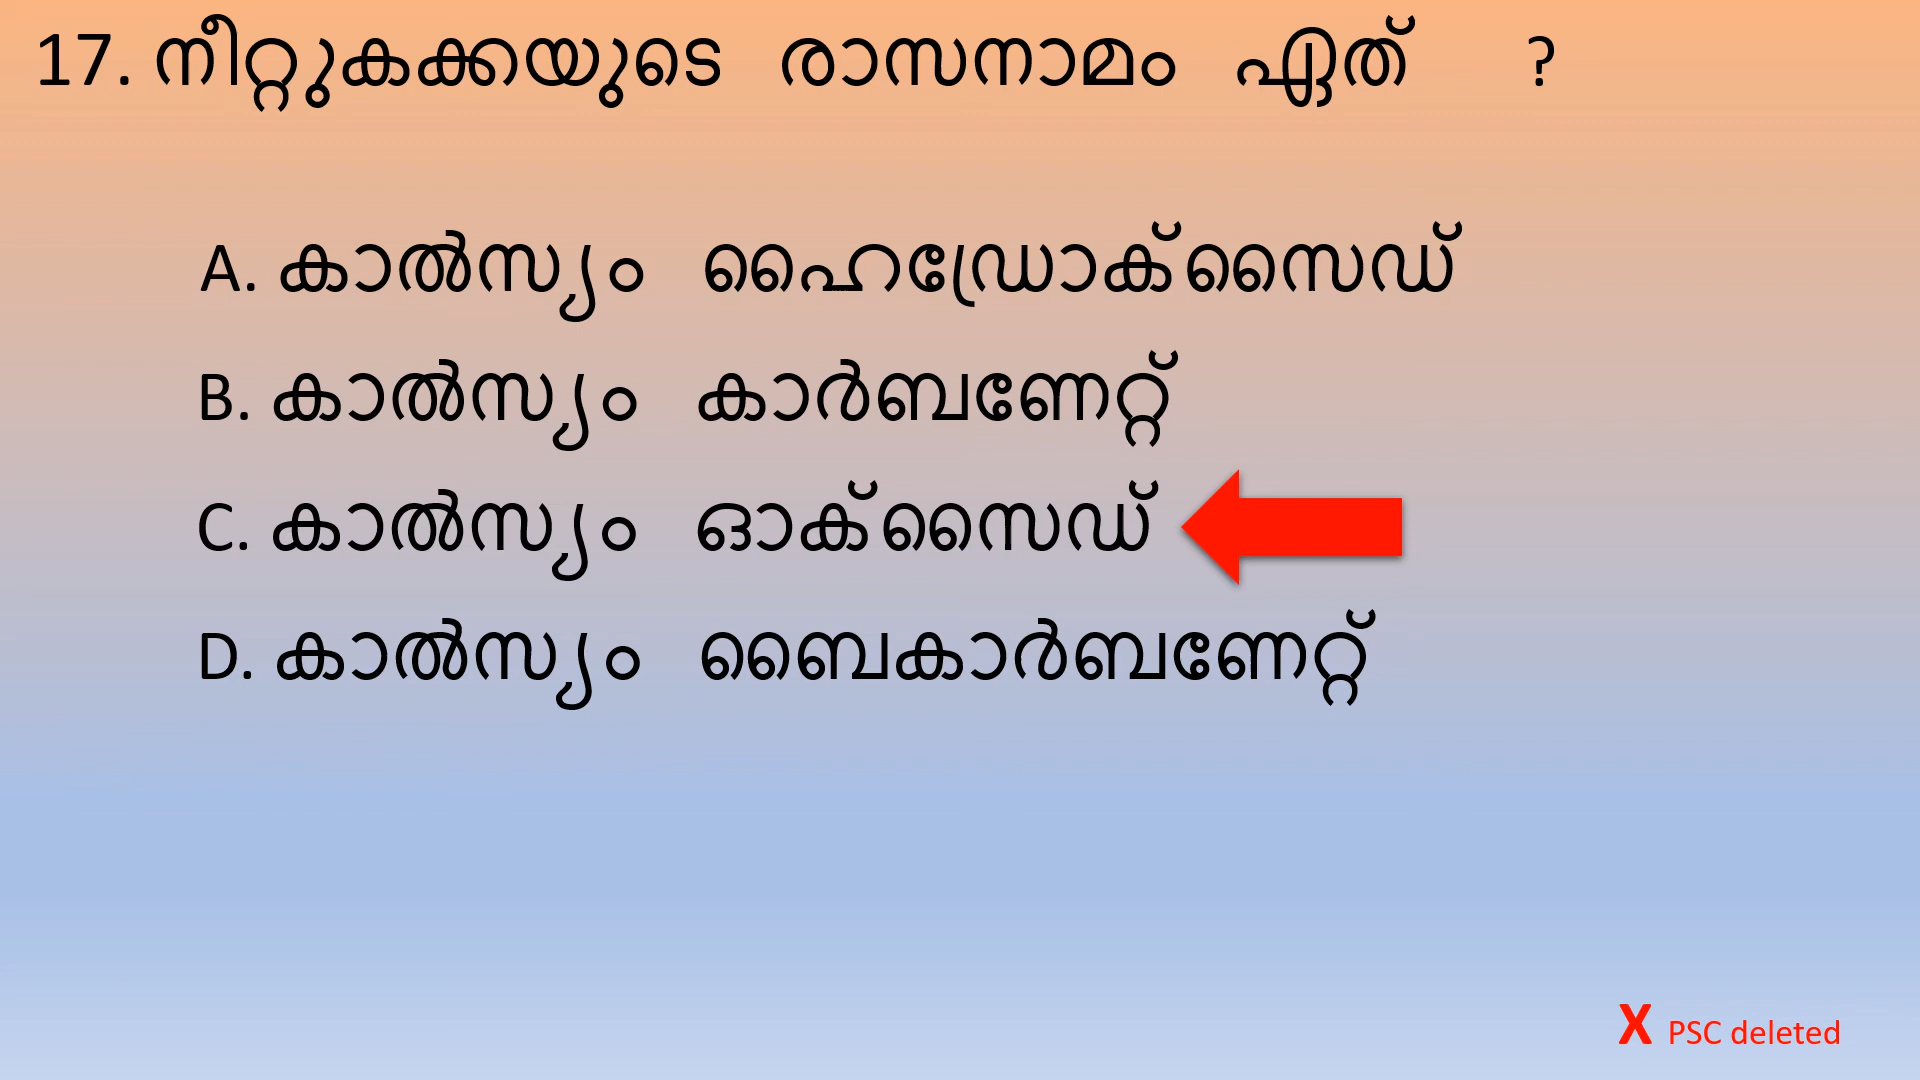 17. നീറ്റുകക്കയുടെ രാസനാമം ഏത് ?
A. കാൽസ്യം ഹൈഡ്രോക്സൈഡ്
B. കാൽസ്യം കാർബണേറ്റ്
C. കാൽസ്യം ഓക്സൈഡ്
D. കാൽസ്യം ബൈകാർബണേറ്റ്
X PSC deleted